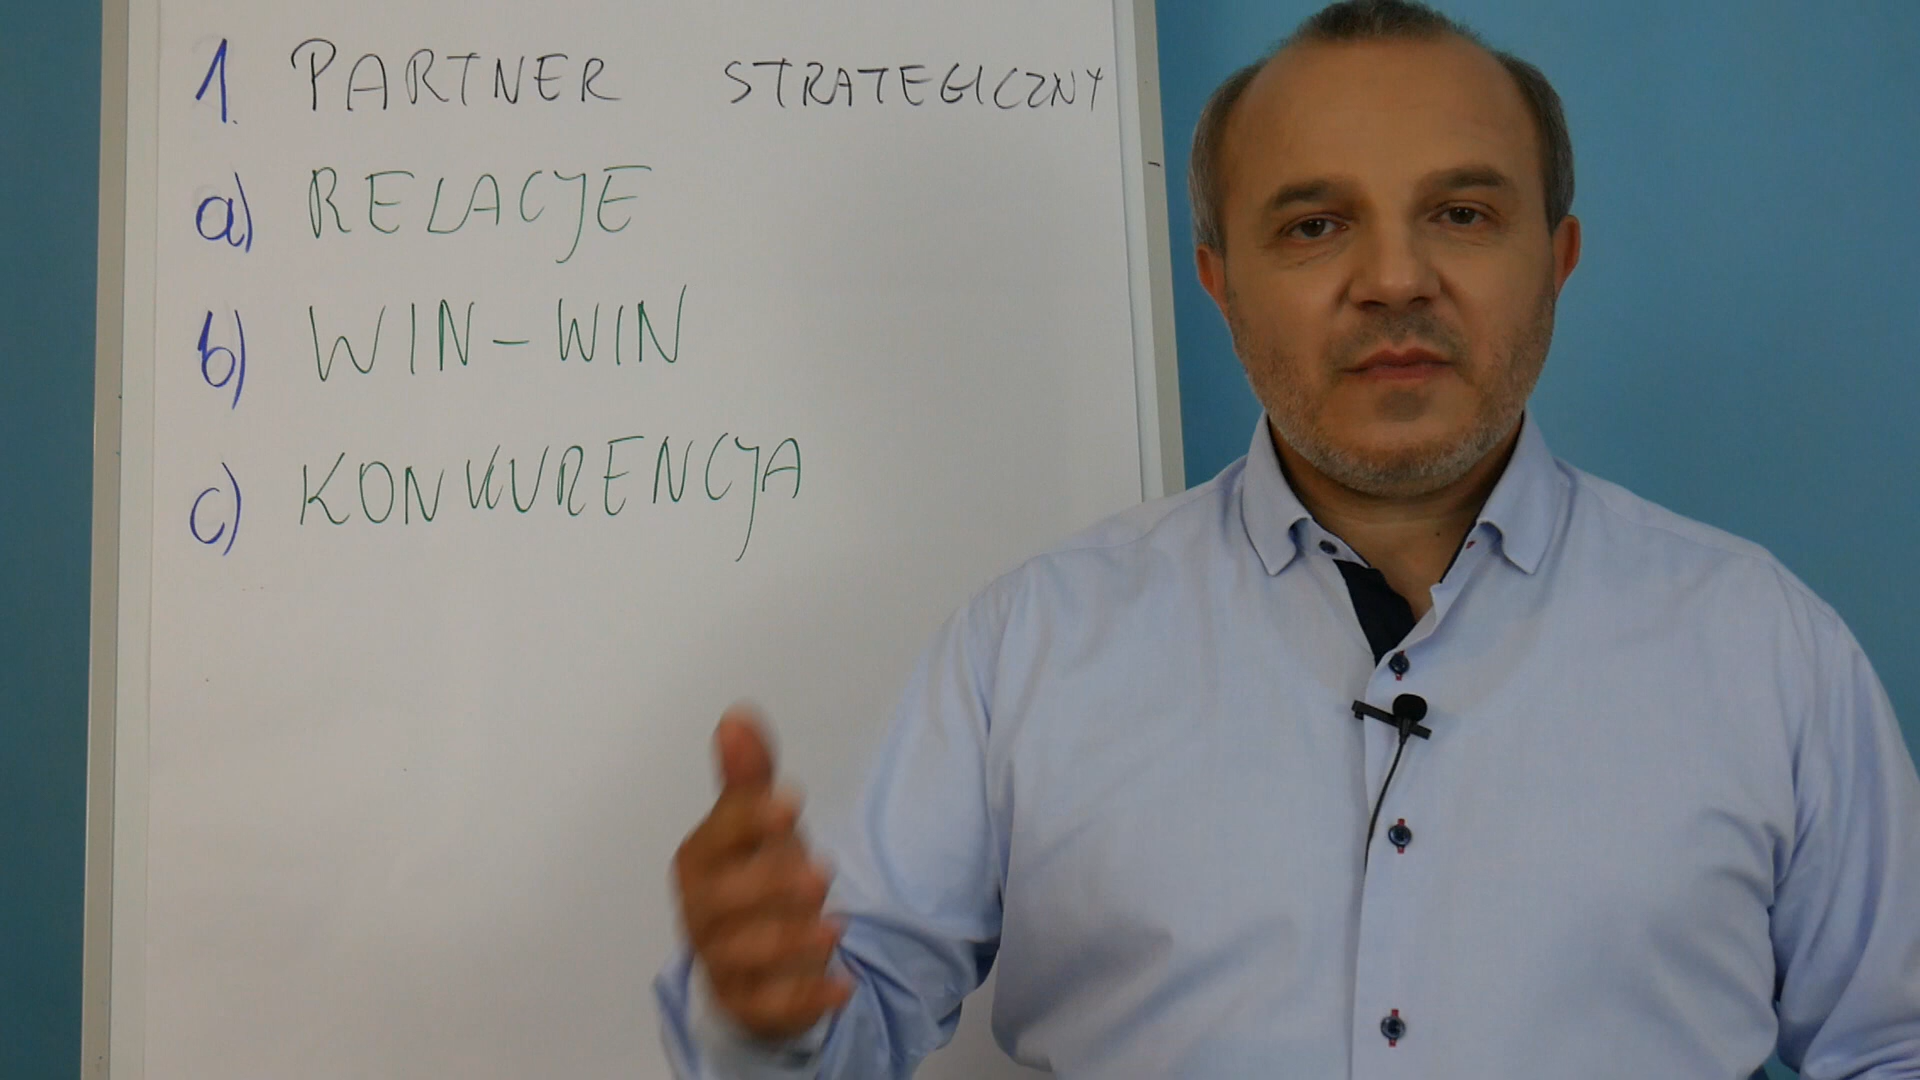 1. PARTNER STRATEGICZNY
a) RELACJE
b) WIN-WIN
c) KONKURENCJA